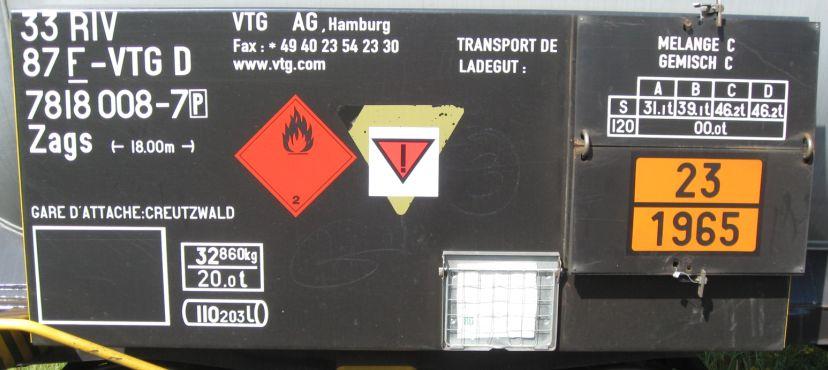 33 RIV
87 F-VTG D
7818 008-7 P
Zags ⊢ 18.00m ⊣
VTG AG, Hamburg
Fax : * 49 40 23 54 23 30
www.vtg.com
TRANSPORT DE
LADEGUT :
MELANGE C
GEMISCH C
A B C D
S 31.1t 39.1t 46.2t 46.2t
120 00.0t
2
!
23
1965
GARE D'ATTACHE:CREUTZWALD
32860kg
20.0t
110203l